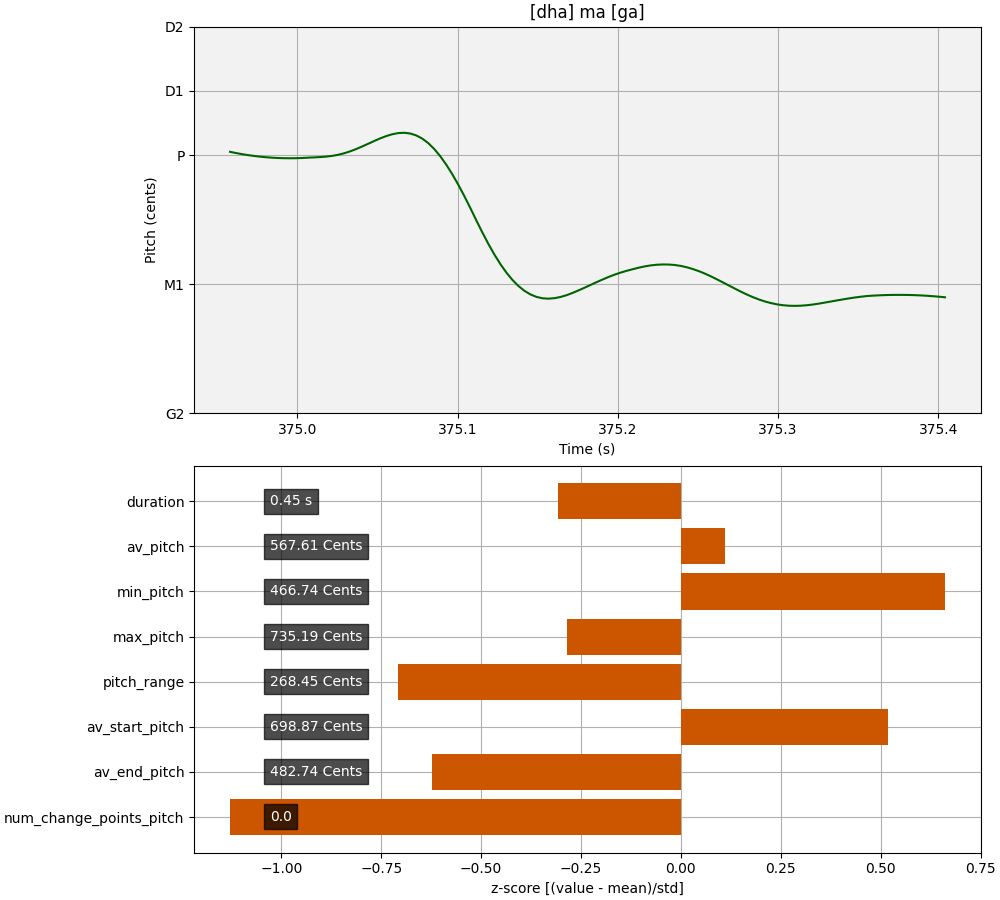 [dha] ma [ga]
D2
D1
P
M1
G2
Pitch (cents)
375.0 375.1 375.2 375.3 375.4
Time (s)
duration 0.45 s
av_pitch 567.61 Cents
min_pitch 466.74 Cents
max_pitch 735.19 Cents
pitch_range 268.45 Cents
av_start_pitch 698.87 Cents
av_end_pitch 482.74 Cents
num_change_points_pitch 0.0
−1.00 −0.75 −0.50 −0.25 0.00 0.25 0.50 0.75
z-score [(value - mean)/std]